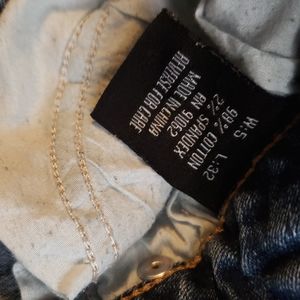 W:5 L:32
98% COTTON
2% SPANDEX
RN 91062
MADE IN CHINA
REVERSE FOR CARE